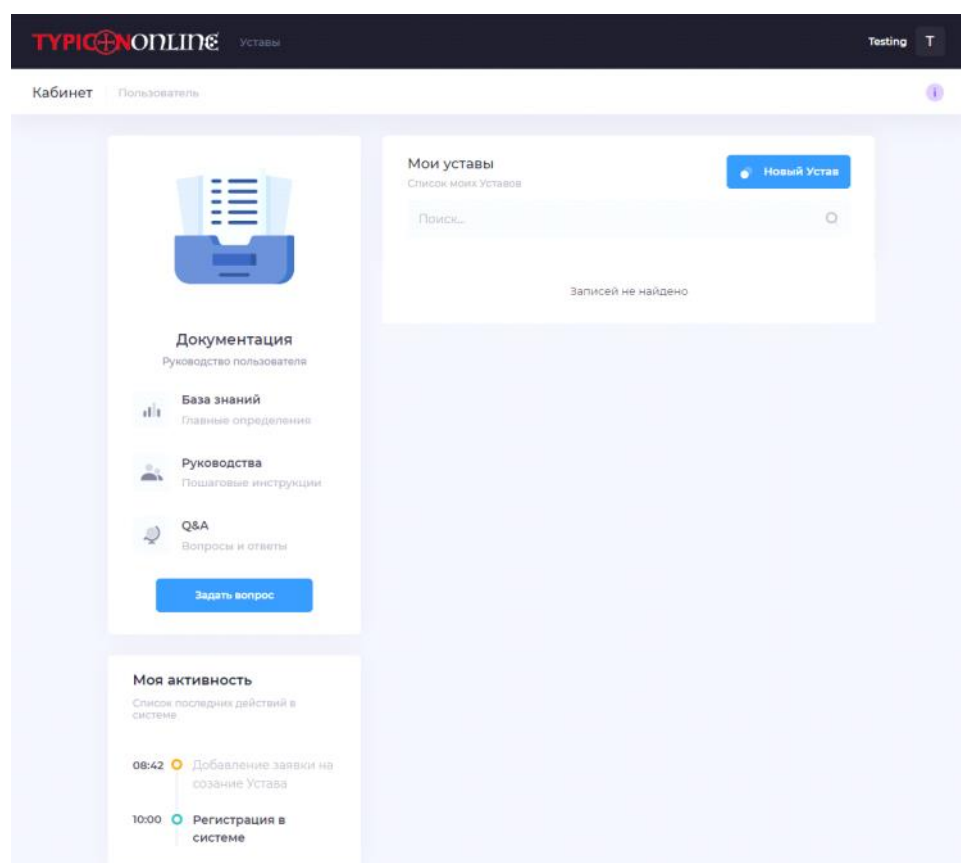 TYPICONONLINE Уставы Testing T
Кабинет Пользователь i
Документация
Руководство пользователя
База знаний
Главные определения
Руководства
Пошаговые инструкции
Q&A
Вопросы и ответы
Задать вопрос
Моя активность
Список последних действий в
системе
08:42 Добавление заявки на
созание Устава
10:00 Регистрация в
системе
Мои уставы
Список моих Уставов
Новый Устав
Поиск...
Записей не найдено